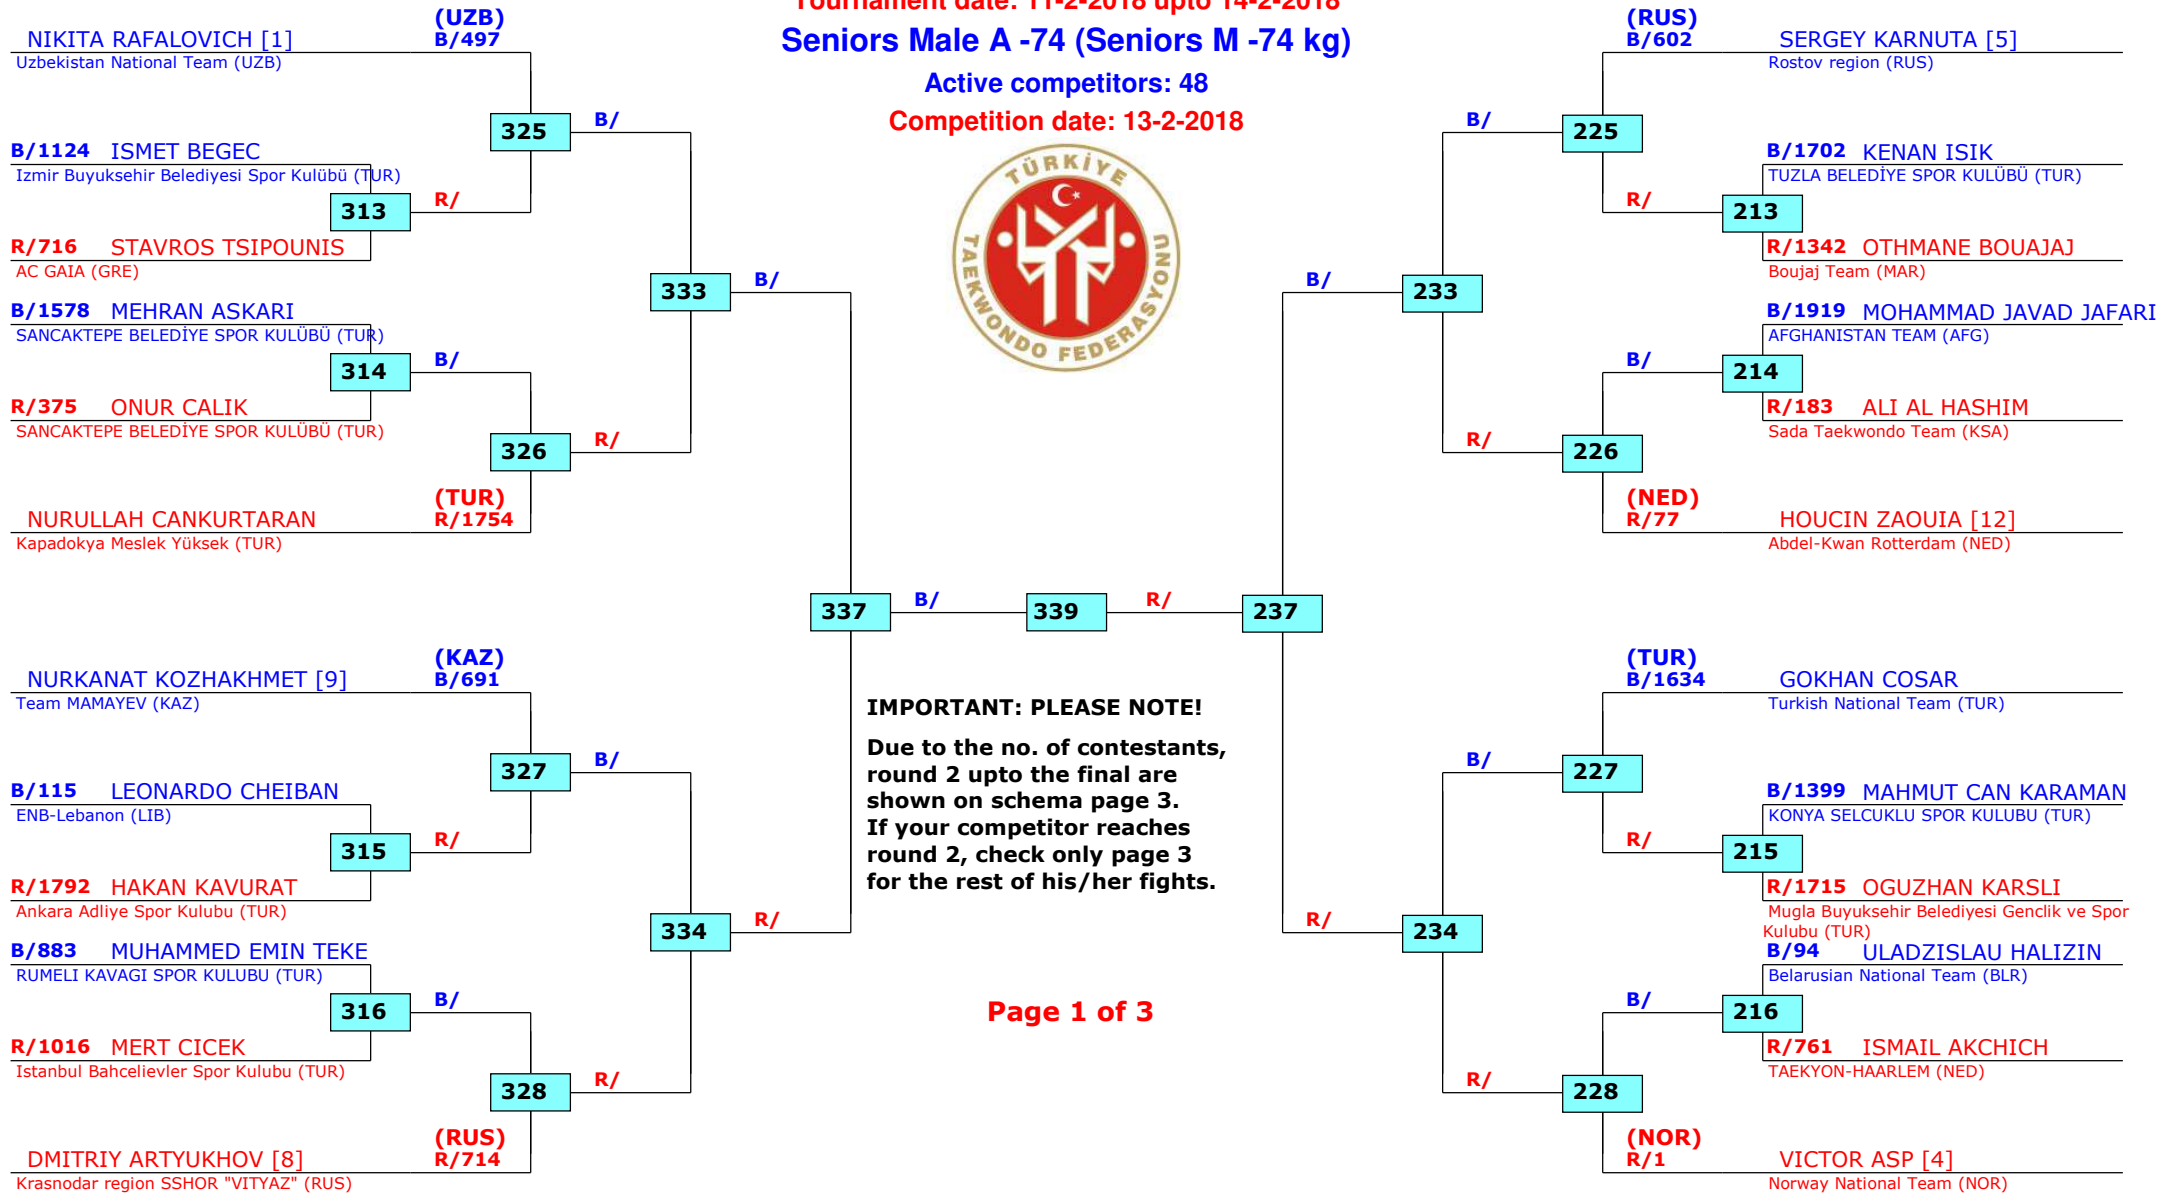 Tournament date: 11-2-2018 upto 14-2-2018
Seniors Male A -74 (Seniors M -74 kg)
Active competitors: 48
Competition date: 13-2-2018
TÜRKİYE
TAEKWONDO FEDERASYONU
(UZB)
NIKITA RAFALOVICH [1] B/497
Uzbekistan National Team (UZB)
325 B/
B/1124 ISMET BEGEC
Izmir Buyuksehir Belediyesi Spor Kulübü (TUR)
313 R/
R/716 STAVROS TSIPOUNIS
AC GAIA (GRE)
333 B/
B/1578 MEHRAN ASKARI
SANCAKTEPE BELEDİYE SPOR KULÜBÜ (TUR)
314 B/
R/375 ONUR CALIK
SANCAKTEPE BELEDİYE SPOR KULÜBÜ (TUR)
326 R/
(TUR)
NURULLAH CANKURTARAN R/1754
Kapadokya Meslek Yüksek (TUR)
337 B/ 339 R/ 237
(KAZ)
NURKANAT KOZHAKHMET [9] B/691
Team MAMAYEV (KAZ)
327 B/
B/115 LEONARDO CHEIBAN
ENB-Lebanon (LIB)
315 R/
R/1792 HAKAN KAVURAT
Ankara Adliye Spor Kulubu (TUR)
334 R/
B/883 MUHAMMED EMIN TEKE
RUMELI KAVAGI SPOR KULUBU (TUR)
316 B/
R/1016 MERT CICEK
Istanbul Bahcelievler Spor Kulubu (TUR)
328 R/
(RUS)
DMITRIY ARTYUKHOV [8] R/714
Krasnodar region SSHOR "VITYAZ" (RUS)
IMPORTANT: PLEASE NOTE!
Due to the no. of contestants,
round 2 upto the final are
shown on schema page 3.
If your competitor reaches
round 2, check only page 3
for the rest of his/her fights.
Page 1 of 3
(RUS)
B/602 SERGEY KARNUTA [5]
Rostov region (RUS)
B/ 225
B/1702 KENAN ISIK
TUZLA BELEDİYE SPOR KULÜBÜ (TUR)
R/ 213
R/1342 OTHMANE BOUAJAJ
Boujaj Team (MAR)
B/ 233
B/1919 MOHAMMAD JAVAD JAFARI
AFGHANISTAN TEAM (AFG)
B/ 214
R/183 ALI AL HASHIM
Sada Taekwondo Team (KSA)
R/ 226
(NED)
R/77 HOUCIN ZAOUIA [12]
Abdel-Kwan Rotterdam (NED)
(TUR)
B/1634 GOKHAN COSAR
Turkish National Team (TUR)
B/ 227
B/1399 MAHMUT CAN KARAMAN
KONYA SELCUKLU SPOR KULUBU (TUR)
R/ 215
R/1715 OGUZHAN KARSLI
Mugla Buyuksehir Belediyesi Genclik ve Spor
Kulubu (TUR)
R/ 234
B/94 ULADZISLAU HALIZIN
Belarusian National Team (BLR)
B/ 216
R/761 ISMAIL AKCHICH
TAEKYON-HAARLEM (NED)
R/ 228
(NOR)
R/1 VICTOR ASP [4]
Norway National Team (NOR)